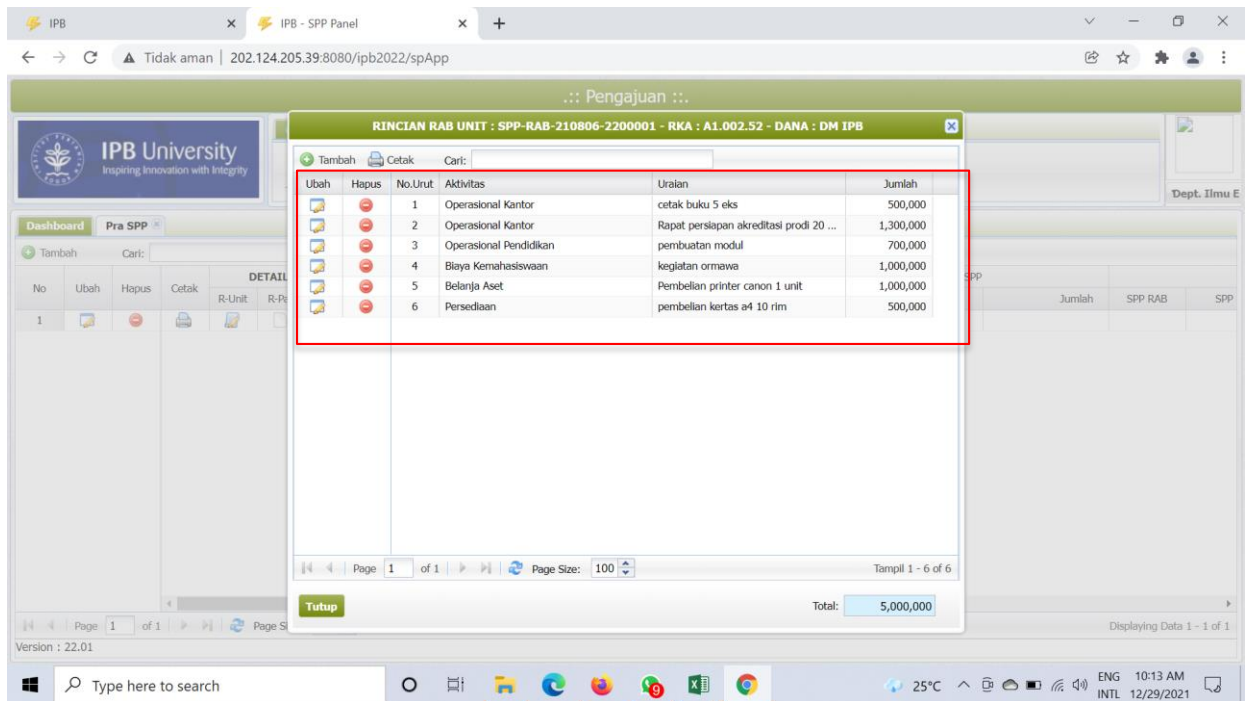 IPB
IPB - SPP Panel
Tidak aman | 202.124.205.39:8080/ipb2022/spApp
.:: Pengajuan ::.
RINCIAN RAB UNIT : SPP-RAB-210806-2200001 - RKA : A1.002.52 - DANA : DM IPB
IPB University
Inspiring Innovation with Integrity
Dept. Ilmu E
Tambah Cetak Cari:
Ubah Hapus No.Urut Aktivitas Uraian Jumlah
1 Operasional Kantor cetak buku 5 eks 500,000
2 Operasional Kantor Rapat persiapan akreditasi prodi 20 ... 1,300,000
3 Operasional Pendidikan pembuatan modul 700,000
4 Biaya Kemahasiswaan kegiatan ormawa 1,000,000
5 Belanja Aset Pembelian printer canon 1 unit 1,000,000
6 Persediaan pembelian kertas a4 10 rim 500,000
Page 1 of 1 Page Size: 100 Tampil 1 - 6 of 6
Tutup Total: 5,000,000
Dashboard Pra SPP
Tambah Cari:
No Ubah Hapus Cetak DETAIL SPP
R-Unit Jumlah SPP RAB SPP
1
Page 1 of 1 Displaying Data 1 - 1 of 1
Version : 22.01
Type here to search
9
25°C ENG 10:13 AM
INTL 12/29/2021